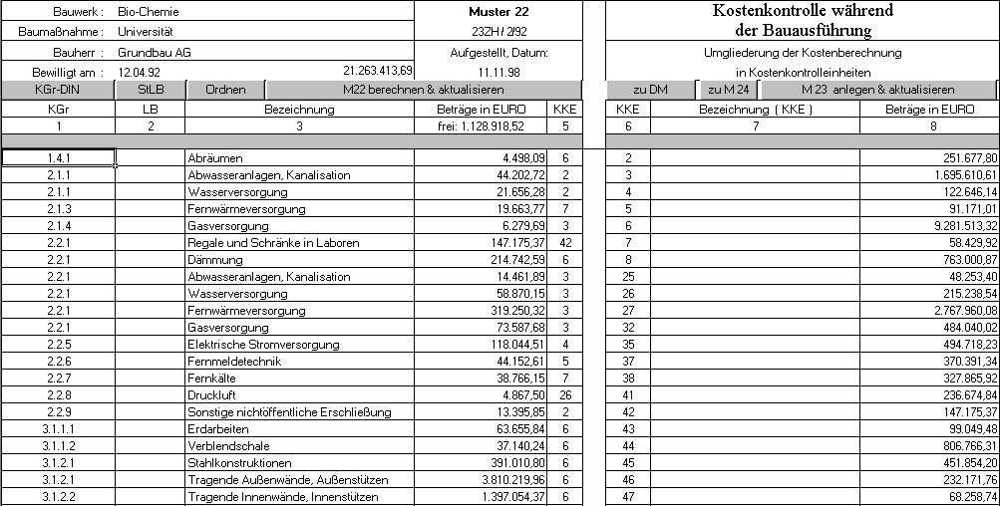 Bauwerk : Bio-Chemie Muster 22 Kostenkontrolle während
Baumaßnahme : Universität 23ZH / 2/92 der Bauausführung
Bauherr : Grundbau AG Aufgestellt, Datum: Umgliederung der Kostenberechnung
Bewilligt am : 12.04.92 21.263.413,69 11.11.98 in Kostenkontrolleinheiten
KGr-DIN StLB Ordnen M22 berechnen & aktualisieren zu DM zu M 24 M 23 anlegen & aktualisieren
KGr LB Bezeichnung Beträge in EURO KKE KKE Bezeichnung ( KKE ) Beträge in EURO
1 2 3 frei: 1.128.918,52 5 6 7 8
1.4.1 Abräumen 4.498,09 6 2 251.677,80
2.1.1 Abwasseranlagen, Kanalisation 44.202,72 2 3 1.695.610,61
2.1.1 Wasserversorgung 21.656,28 2 4 122.646,14
2.1.3 Fernwärmeversorgung 19.663,77 7 5 91.171,01
2.1.4 Gasversorgung 6.279,69 3 6 9.281.513,32
2.2.1 Regale und Schränke in Laboren 147.175,37 42 7 58.429,92
2.2.1 Dämmung 214.742,59 6 8 763.000,87
2.2.1 Abwasseranlagen, Kanalisation 14.461,89 3 25 48.253,40
2.2.1 Wasserversorgung 58.870,15 3 26 215.238,54
2.2.1 Fernwärmeversorgung 319.250,32 3 27 2.767.960,08
2.2.1 Gasversorgung 73.587,68 3 32 484.040,02
2.2.5 Elektrische Stromversorgung 118.044,51 4 35 494.718,23
2.2.6 Fernmeldetechnik 44.152,61 5 37 370.391,34
2.2.7 Fernkälte 38.766,15 7 38 327.865,92
2.2.8 Druckluft 4.867,50 26 41 236.674,84
2.2.9 Sonstige nichtöffentliche Erschließung 13.395,85 2 42 147.175,37
3.1.1.1 Erdarbeiten 63.655,84 6 43 99.049,48
3.1.1.2 Verblendschale 37.140,24 6 44 806.766,31
3.1.2.1 Stahlkonstruktionen 391.010,80 6 45 451.854,20
3.1.2.1 Tragende Außenwände, Außenstützen 3.810.219,96 6 46 232.171,76
3.1.2.2 Tragende Innenwände, Innenstützen 1.397.054,37 6 47 68.258,74